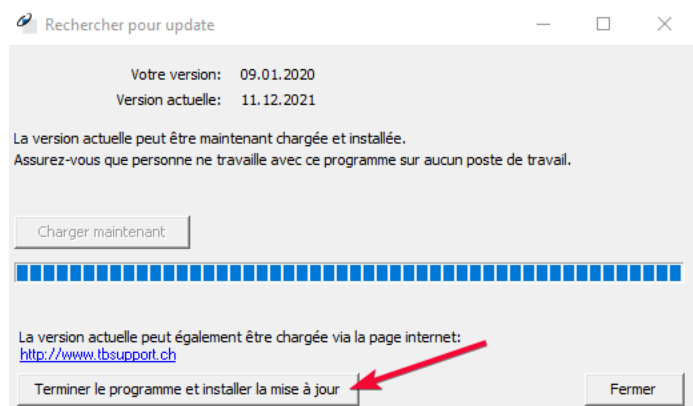 Rechercher pour update
Votre version: 09.01.2020
Version actuelle: 11.12.2021
La version actuelle peut être maintenant chargée et installée.
Assurez-vous que personne ne travaille avec ce programme sur aucun poste de travail.
Charger maintenant
La version actuelle peut également être chargée via la page internet:
http://www.tbsupport.ch
Terminer le programme et installer la mise à jour Fermer